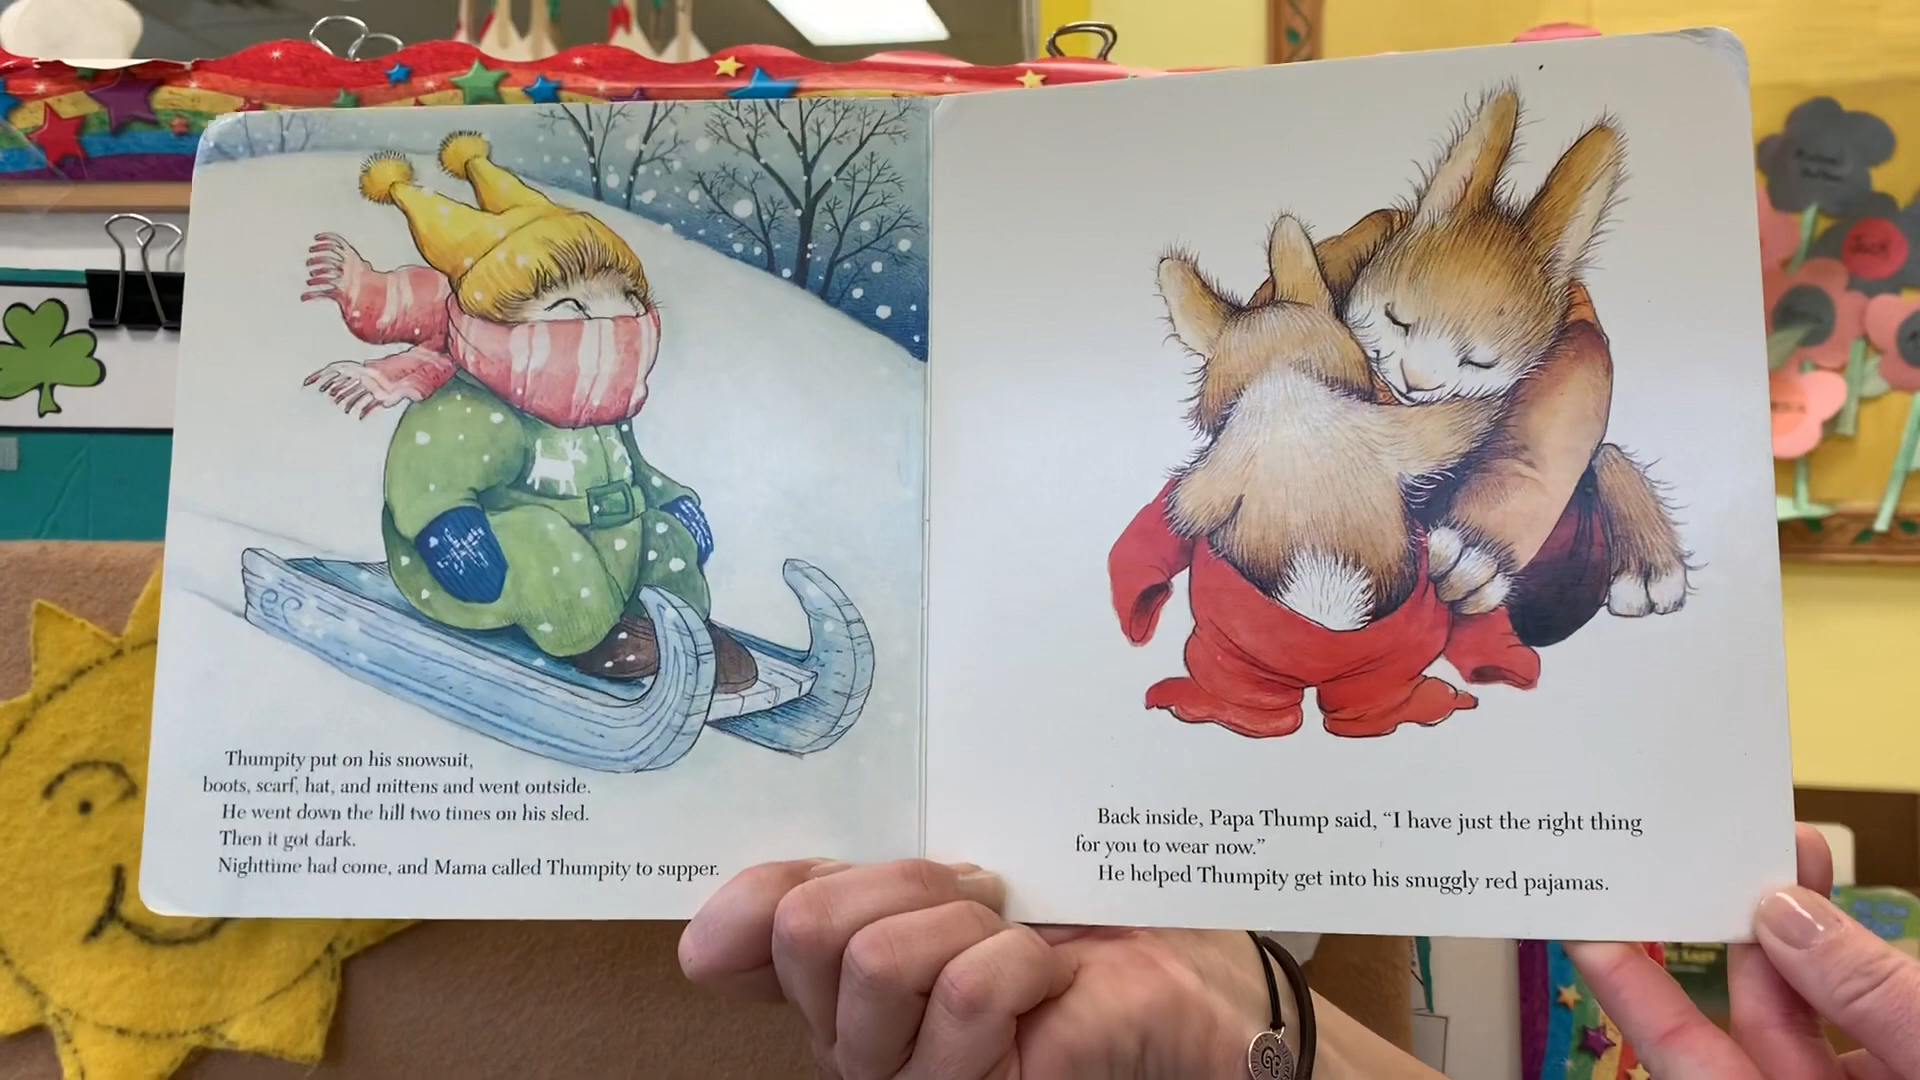 Thumpity put on his snowsuit,
boots, scarf, hat, and mittens and went outside.
He went down the hill two times on his sled.
Then it got dark.
Nighttime had come, and Mama called Thumpity to supper.
Back inside, Papa Thump said, “I have just the right thing
for you to wear now.”
He helped Thumpity get into his snuggly red pajamas.
Jack